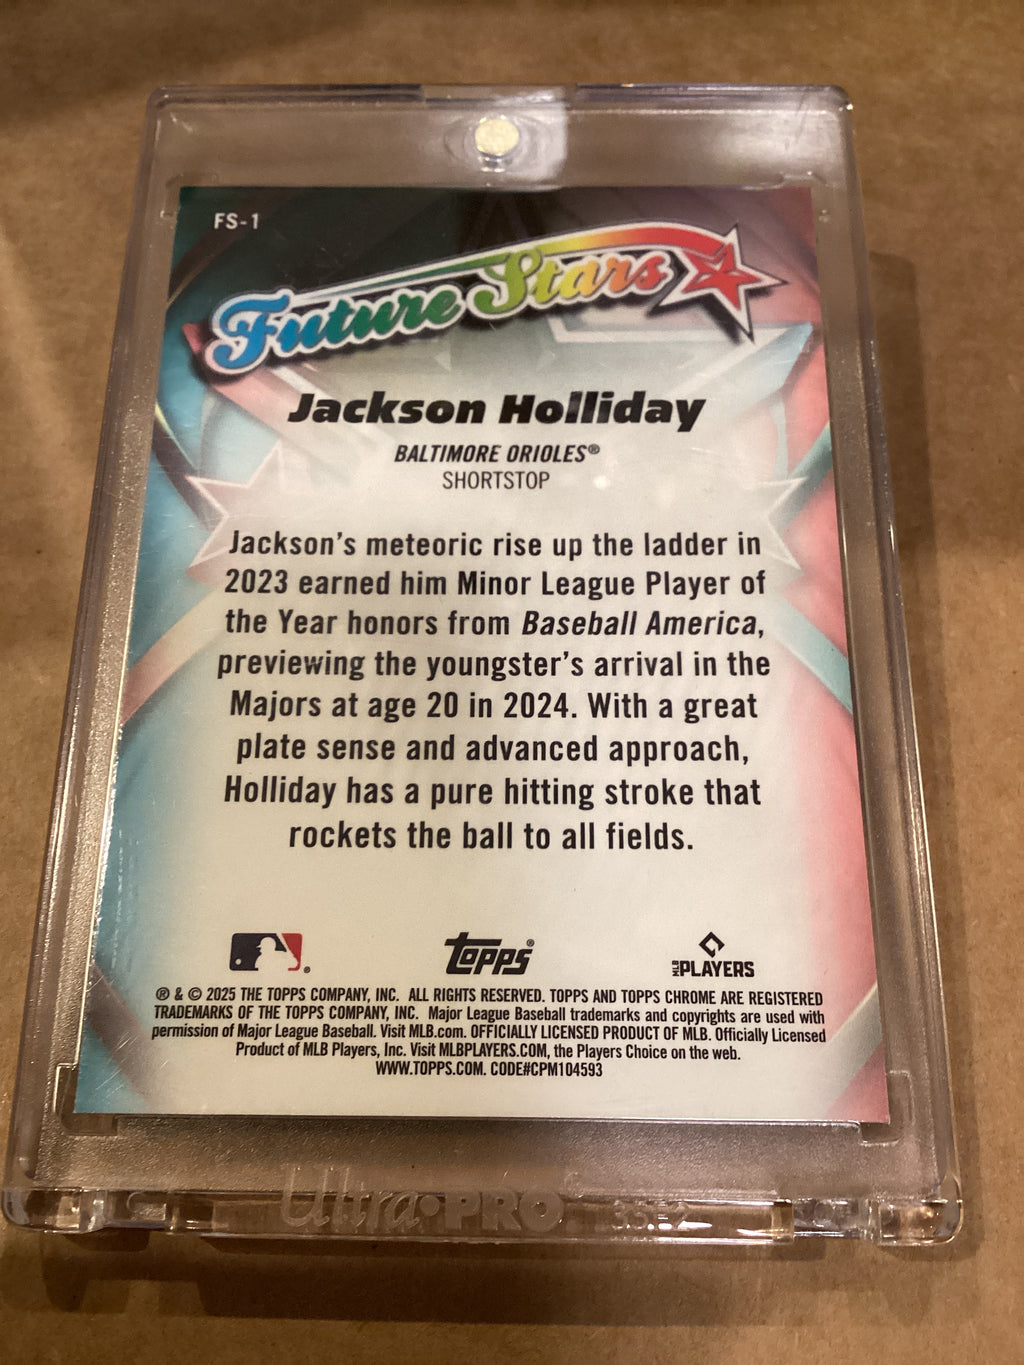 FS-1
Future Stars
Jackson Holliday
BALTIMORE ORIOLES®
SHORTSTOP
Jackson's meteoric rise up the ladder in
2023 earned him Minor League Player of
the Year honors from Baseball America,
previewing the youngster's arrival in the
Majors at age 20 in 2024. With a great
plate sense and advanced approach,
Holliday has a pure hitting stroke that
rockets the ball to all fields.
®
topps®
MLB PLAYERS
® & © 2025 THE TOPPS COMPANY, INC. ALL RIGHTS RESERVED. TOPPS AND TOPPS CHROME ARE REGISTERED
TRADEMARKS OF THE TOPPS COMPANY, INC. Major League Baseball trademarks and copyrights are used with
permission of Major League Baseball. Visit MLB.com. OFFICIALLY LICENSED PRODUCT OF MLB. Officially Licensed
Product of MLB Players, Inc. Visit MLBPLAYERS.COM, the Players Choice on the web.
WWW.TOPPS.COM. CODE#CPM104593
Ultra•PRO